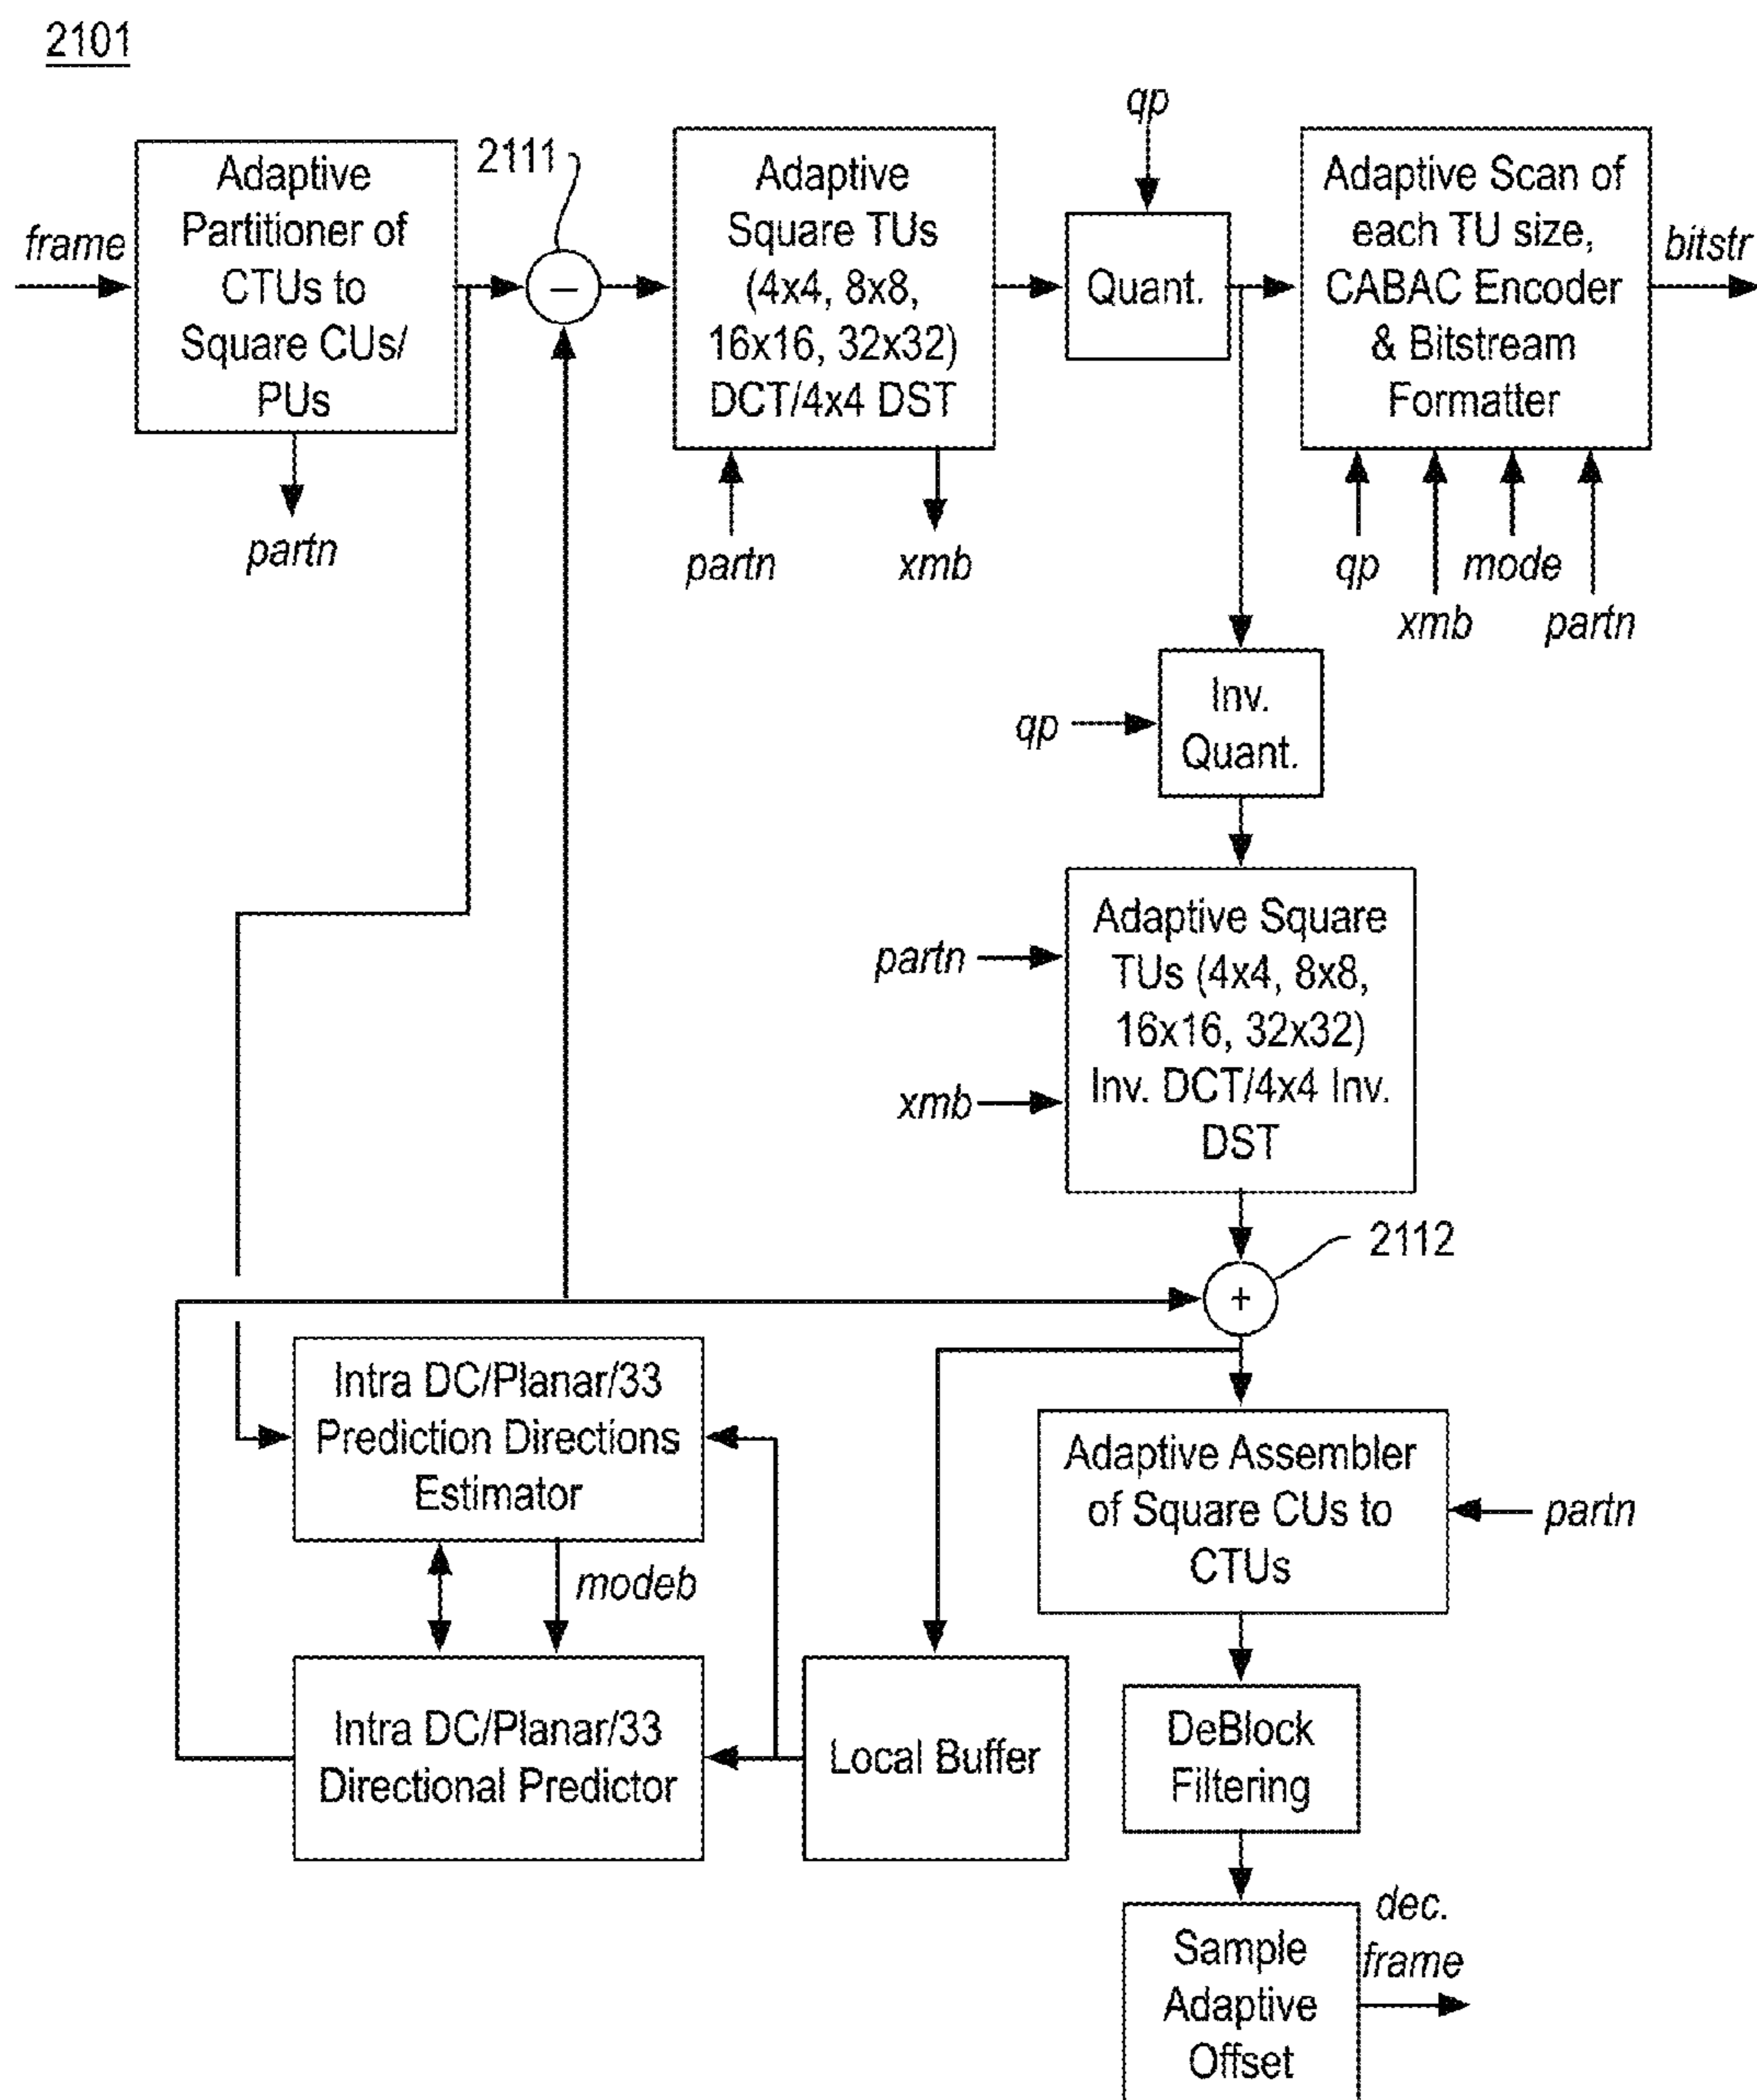 2101
qp
2111
Adaptive
Partitioner of
CTUs to
Square CUs/
PUs
frame
Adaptive
Square TUs
(4x4, 8x8,
16x16, 32x32)
DCT/4x4 DST
Quant.
Adaptive Scan of
each TU size,
CABAC Encoder
& Bitstream
Formatter
bitstr
–
partn
partn
xmb
qp
mode
xmb
partn
Inv.
Quant.
qp
Adaptive Square
TUs (4x4, 8x8,
16x16, 32x32)
Inv. DCT/4x4 Inv.
DST
partn
xmb
2112
+
Intra DC/Planar/33
Prediction Directions
Estimator
modeb
Adaptive Assembler
of Square CUs to
CTUs
partn
Intra DC/Planar/33
Directional Predictor
Local Buffer
DeBlock
Filtering
Sample
Adaptive
Offset
dec.
frame